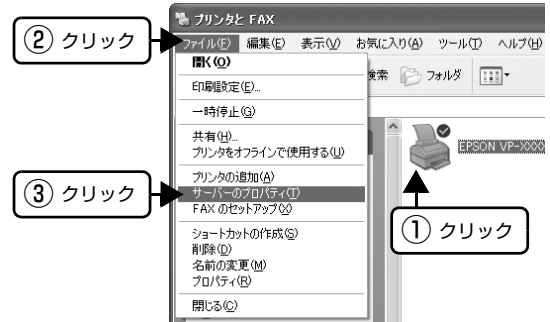 プリンタと FAX
② クリック
ファイル(F) 編集(E) 表示(V) お気に入り(A) ツール(T) ヘルプ(H)
開く(O)
検索 フォルダ
印刷設定(E)...
一時停止(G)
共有(H)...
プリンタをオフラインで使用する(U)
EPSON VP-XXXX
プリンタの追加(A)
③ クリック
サーバーのプロパティ(T)
FAX のセットアップ(X)
① クリック
ショートカットの作成(S)
削除(D)
名前の変更(M)
プロパティ(R)
閉じる(C)